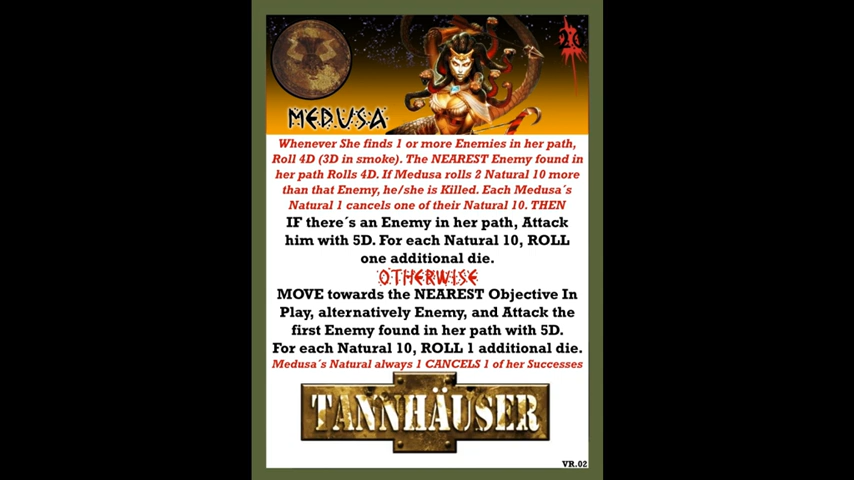 MEDUSA
Whenever She finds 1 or more Enemies in her path,
Roll 4D (3D in smoke). The NEAREST Enemy found in
her path Rolls 4D. If Medusa rolls 2 Natural 10 more
than that Enemy, he/she is Killed. Each Medusa´s
Natural 1 cancels one of their Natural 10. THEN
IF there´s an Enemy in her path, Attack
him with 5D. For each Natural 10, ROLL
one additional die.
OTHERWISE
MOVE towards the NEAREST Objective In
Play, alternatively Enemy, and Attack the
first Enemy found in her path with 5D.
For each Natural 10, ROLL 1 additional die.
Medusa´s Natural always 1 CANCELS 1 of her Successes
TANNHÄUSER
VR.02